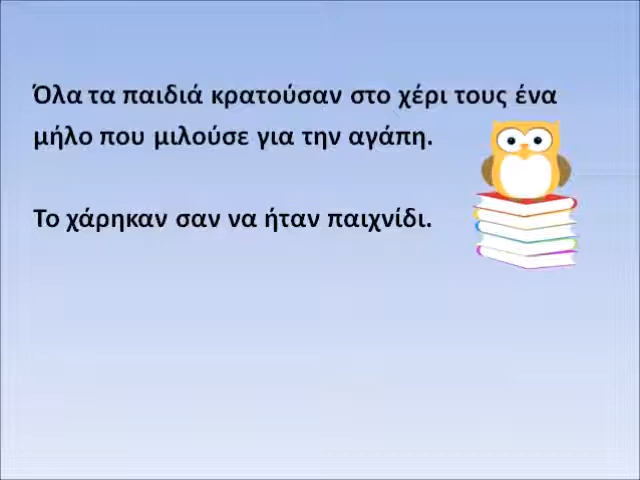 Όλα τα παιδιά κρατούσαν στο χέρι τους ένα
μήλο που μιλούσε για την αγάπη.
Το χάρηκαν σαν να ήταν παιχνίδι.